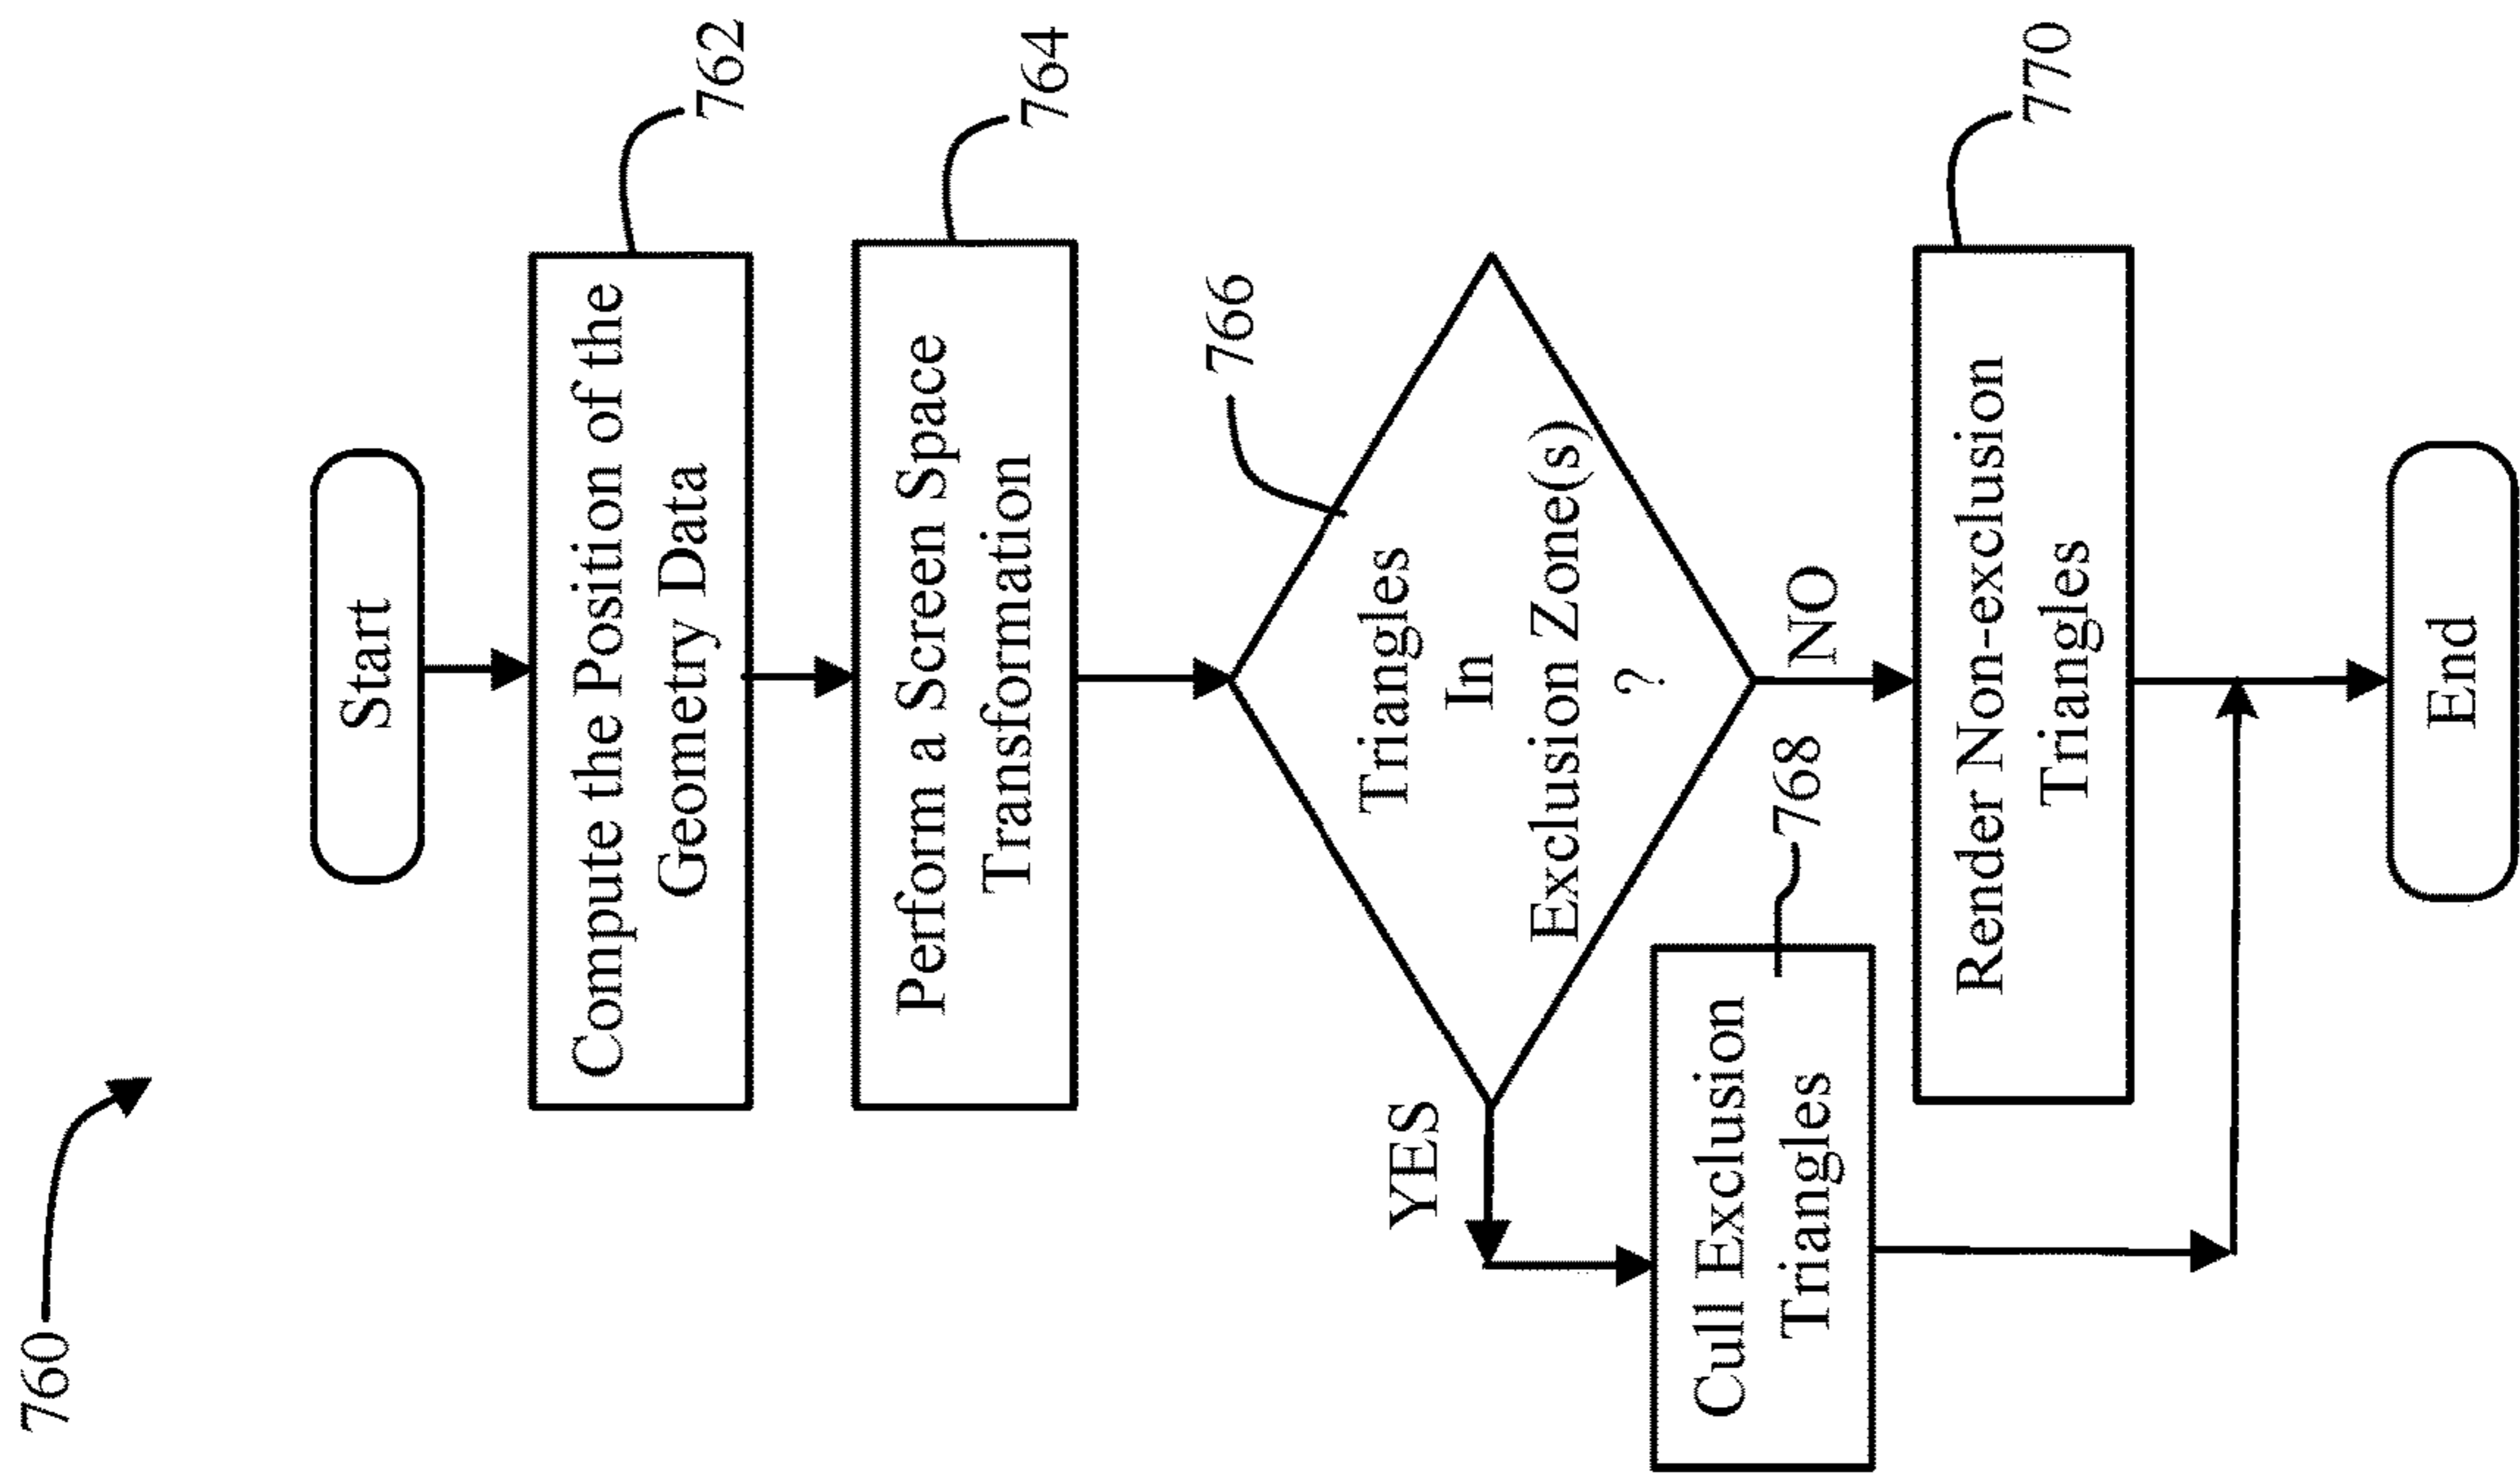 760
Start
Compute the Position of the
Geometry Data
762
Perform a Screen Space
Transformation
764
766
Triangles
In
Exclusion Zone(s)
?
YES
NO
768
Cull Exclusion
Triangles
Render Non-exclusion
Triangles
770
End